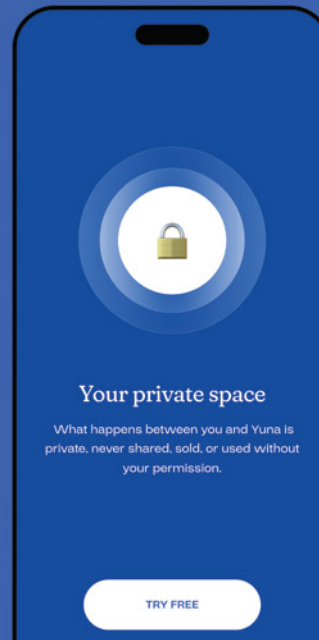 Your private space
What happens between you and Yuna is
private, never shared, sold, or used without
your permission.
TRY FREE